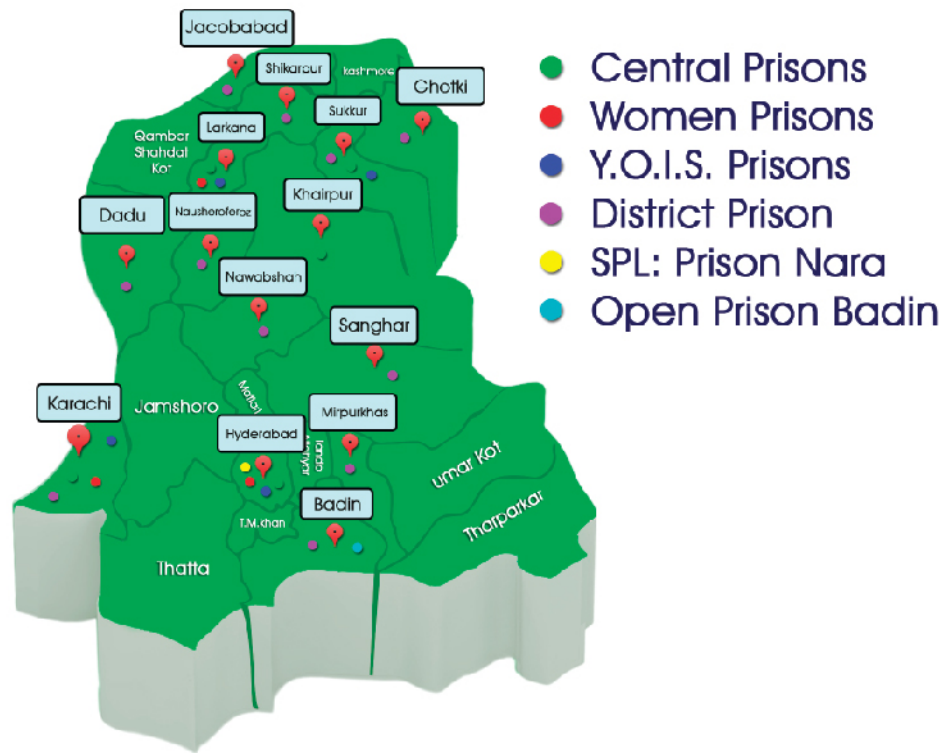 Jacobabad
Shikarpur
kashmore
Ghotki
Larkana
Sukkur
Qambar
Shahdat
Kot
Dadu
Naushoroferoz
Khairpur
Nawabshan
Sanghar
Karachi
Jamshoro
Matiari
Hyderabad
Tando
Allahyar
Mirpurkhas
Umar Kot
Tharparkar
T.M.khan
Badin
Thatta
Central Prisons
Women Prisons
Y.O.I.S. Prisons
District Prison
SPL: Prison Nara
Open Prison Badin